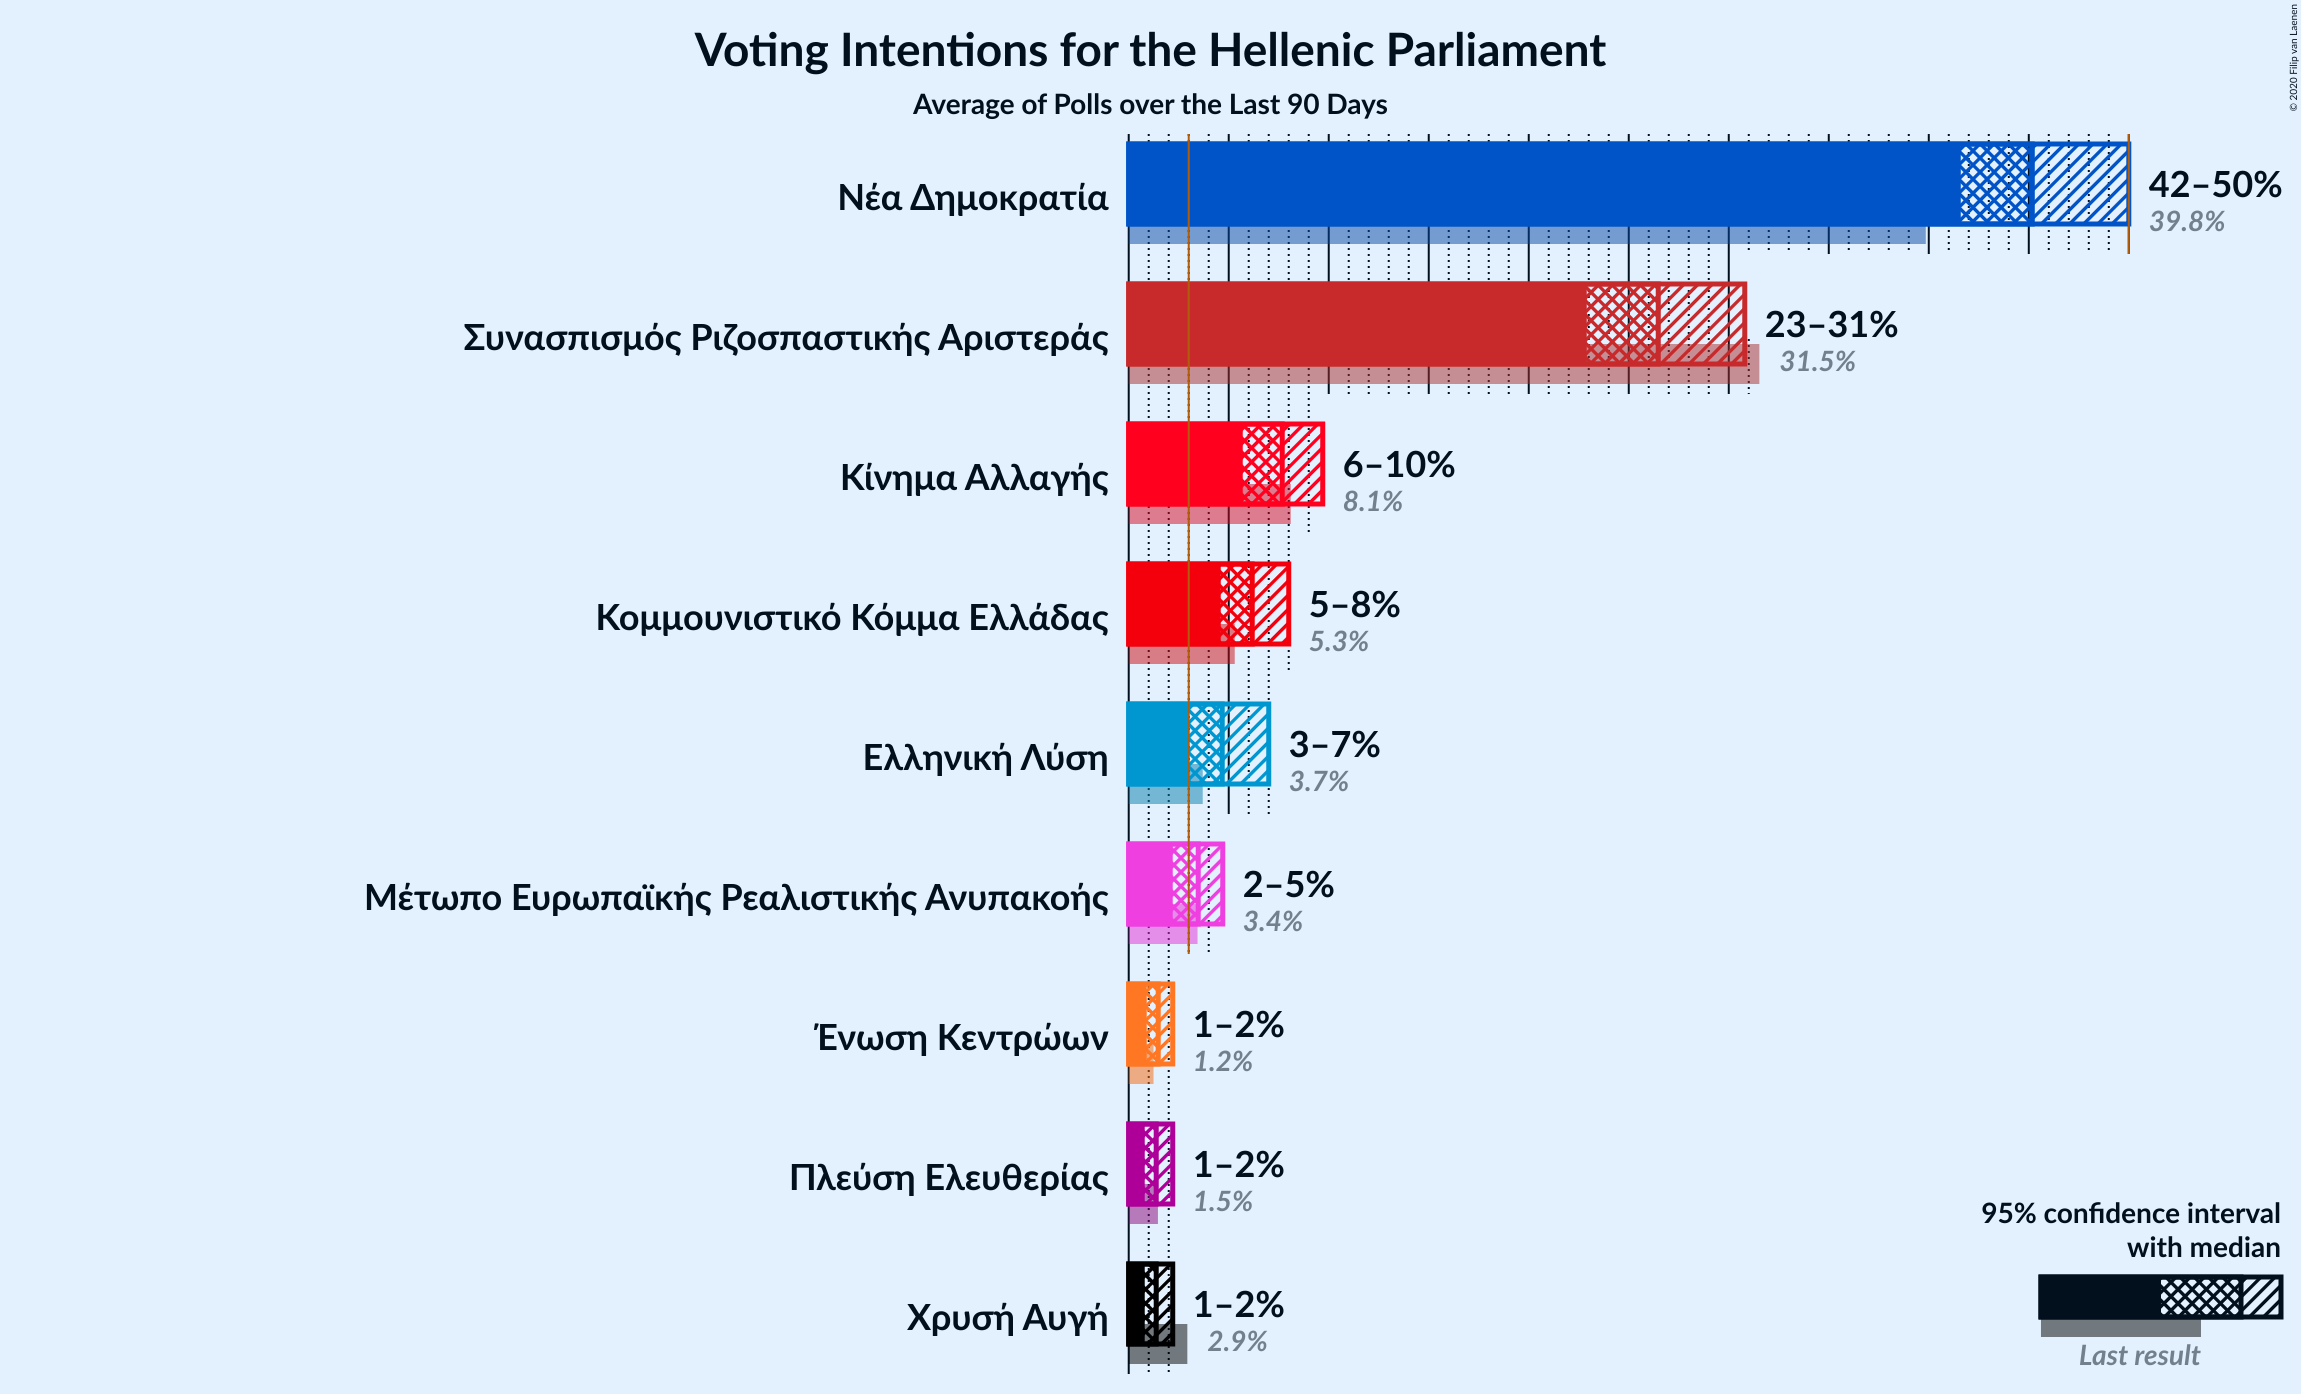 Voting Intentions for the Hellenic Parliament
Average of Polls over the Last 90 Days
© 2020 Filip van Laenen
Νέα Δημοκρατία
42–50%
39.8%
Συνασπισμός Ριζοσπαστικής Αριστεράς
23–31%
31.5%
Κίνημα Αλλαγής
6–10%
8.1%
Κομμουνιστικό Κόμμα Ελλάδας
5–8%
5.3%
Ελληνική Λύση
3–7%
3.7%
Μέτωπο Ευρωπαϊκής Ρεαλιστικής Ανυπακοής
2–5%
3.4%
Ένωση Κεντρώων
1–2%
1.2%
Πλεύση Ελευθερίας
1–2%
1.5%
Χρυσή Αυγή
1–2%
2.9%
95% confidence interval
with median
Last result